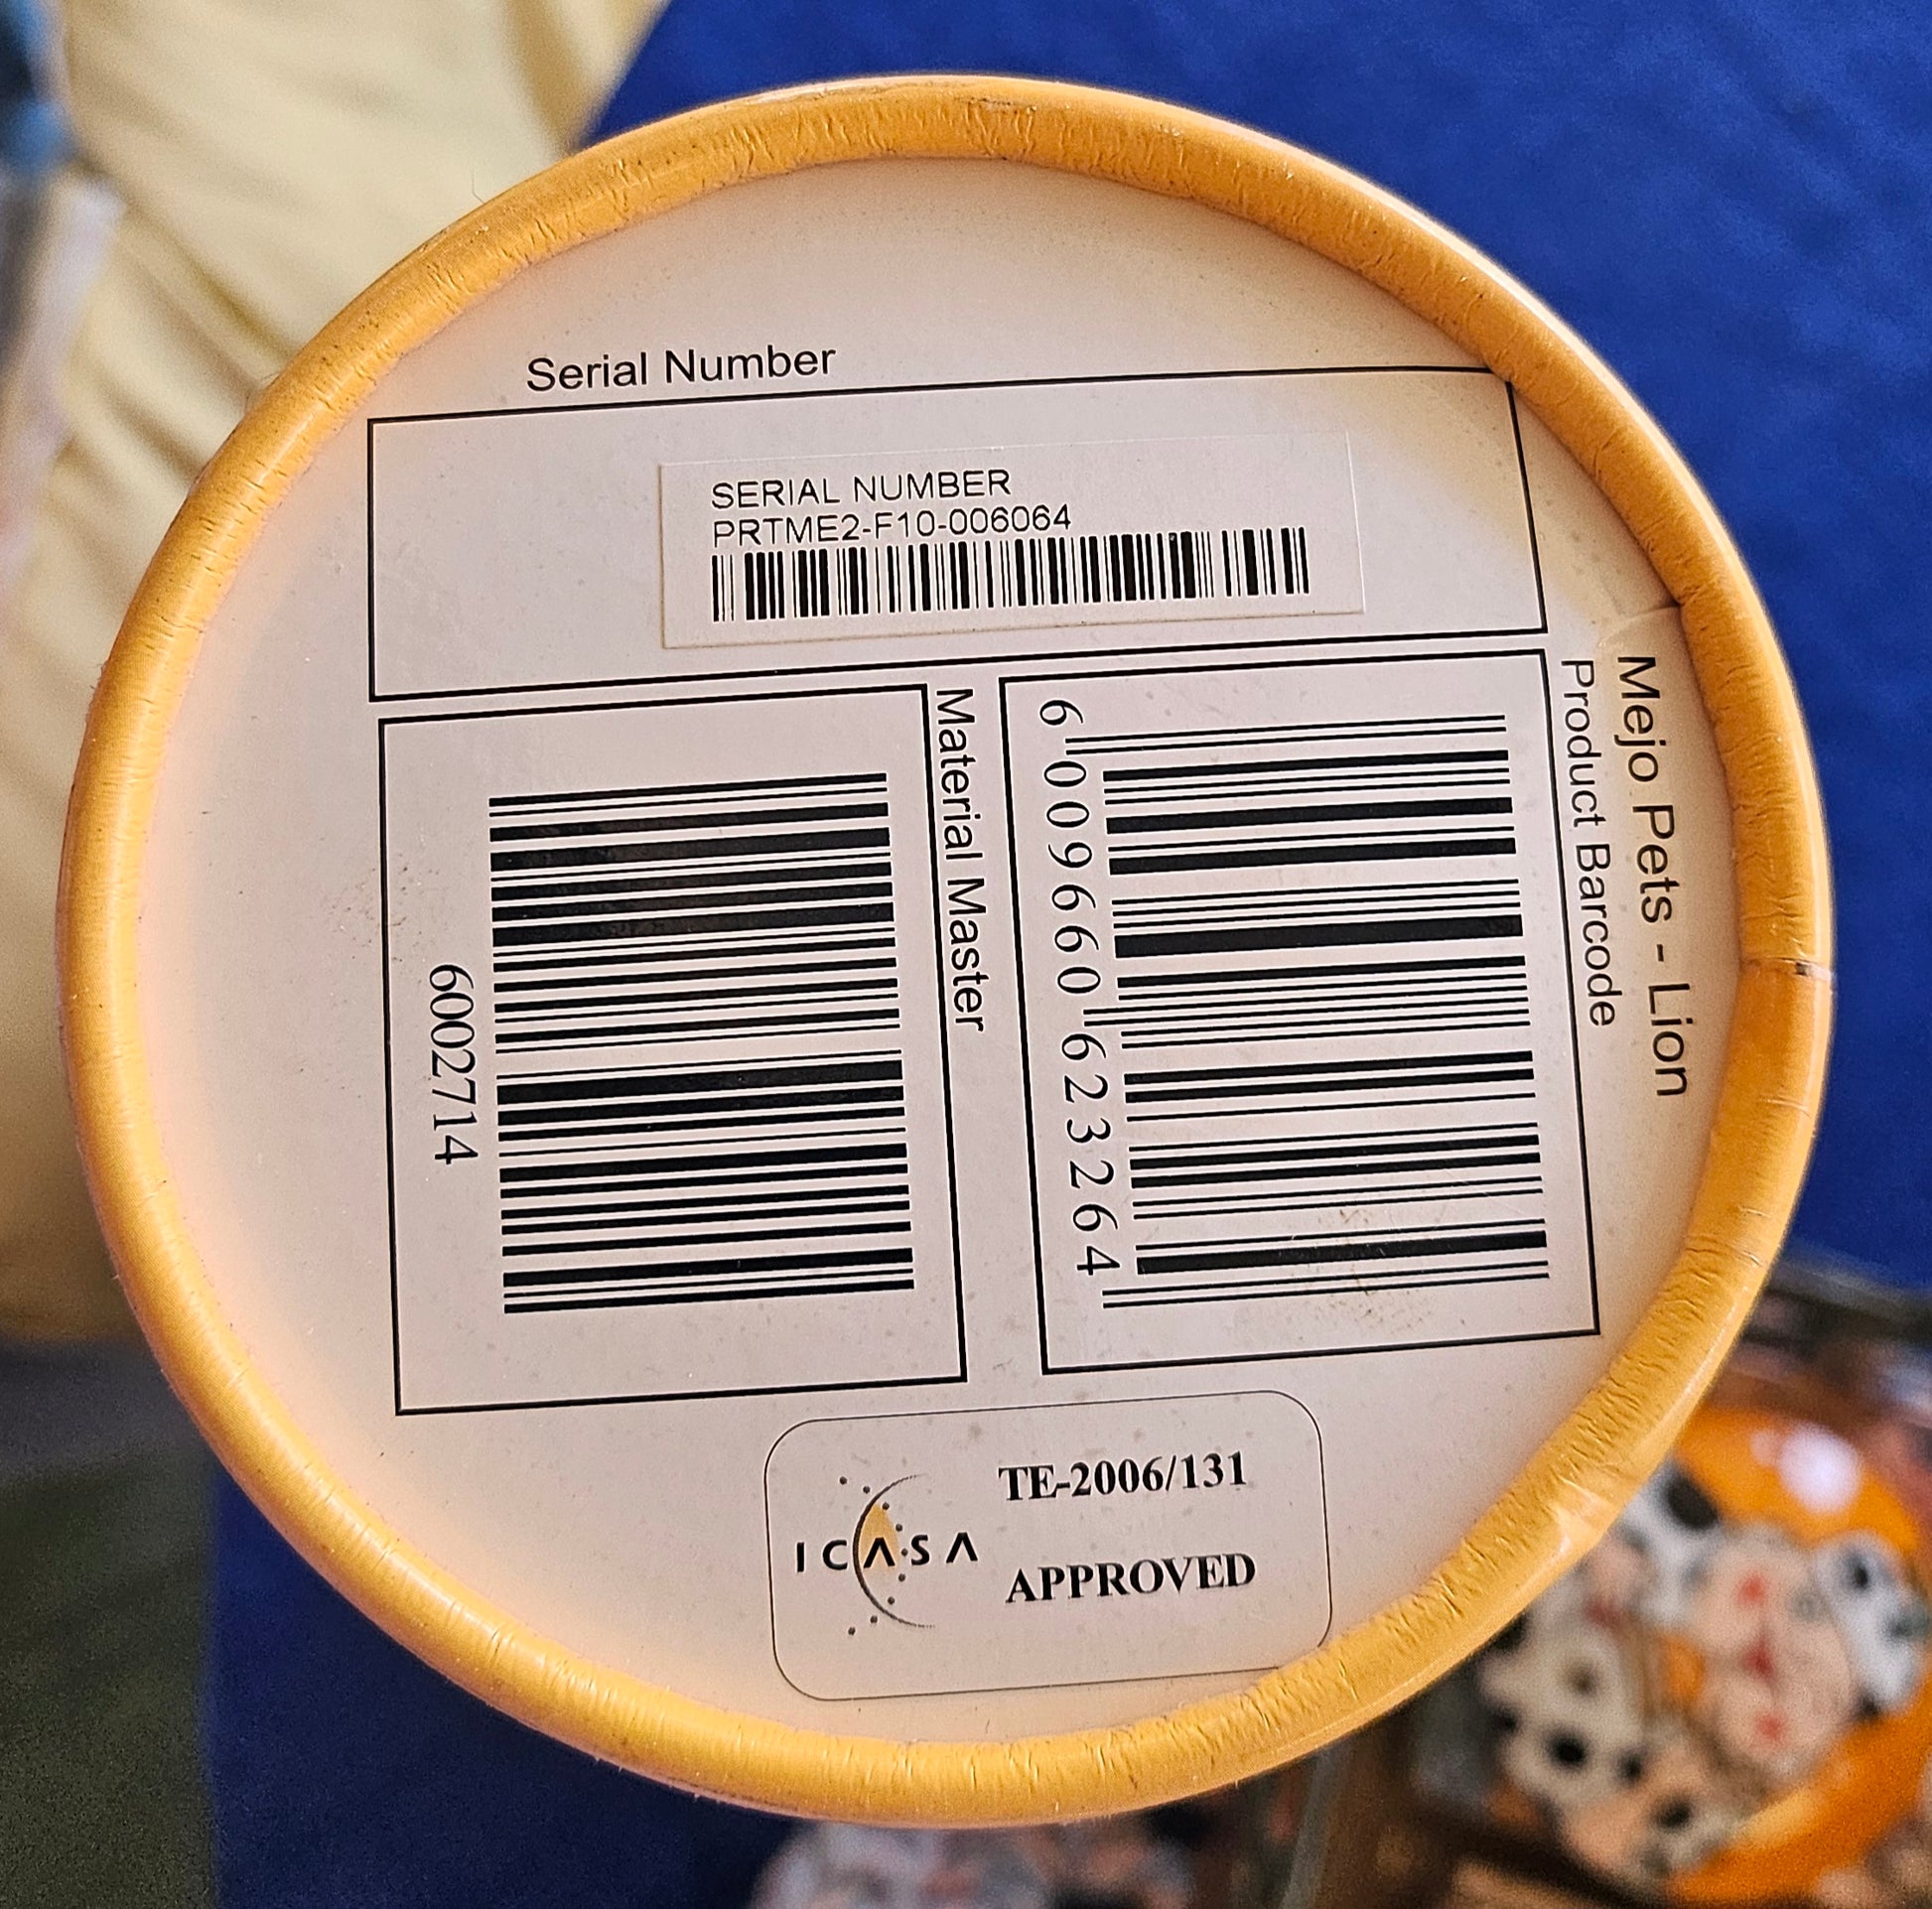 Serial Number
SERIAL NUMBER
PRTME2-F10-006064
Mejo Pets - Lion
Product Barcode
6 009660 623264
Material Master
6002714
ICASA
TE-2006/131
APPROVED